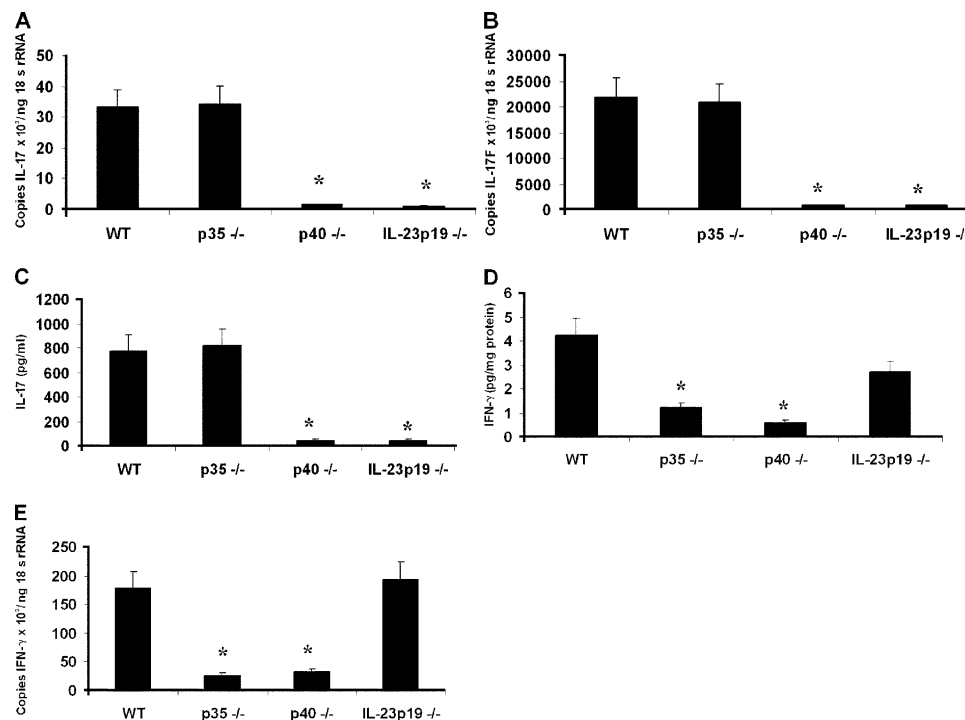 A
Copies IL-17 x 10³/ng 18 s rRNA
50
40
30
20
10
0
*
*
WT
p35 -/-
p40 -/-
IL-23p19 -/-
B
Copies IL-17F x 10³/ng 18 s rRNA
30000
25000
20000
15000
10000
5000
0
*
*
WT
p35 -/-
p40 -/-
IL-23p19 -/-
C
IL-17 (pg/ml)
1200
1000
800
600
400
200
0
*
*
WT
p35 -/-
p40 -/-
IL-23p19 -/-
D
IFN-γ (pg/mg protein)
6
5
4
3
2
1
0
*
*
WT
p35 -/-
p40 -/-
IL-23p19 -/-
E
Copies IFN-γ x 10³/ng 18 s rRNA
250
200
150
100
50
0
*
*
WT
p35 -/-
p40 -/-
IL-23p19 -/-